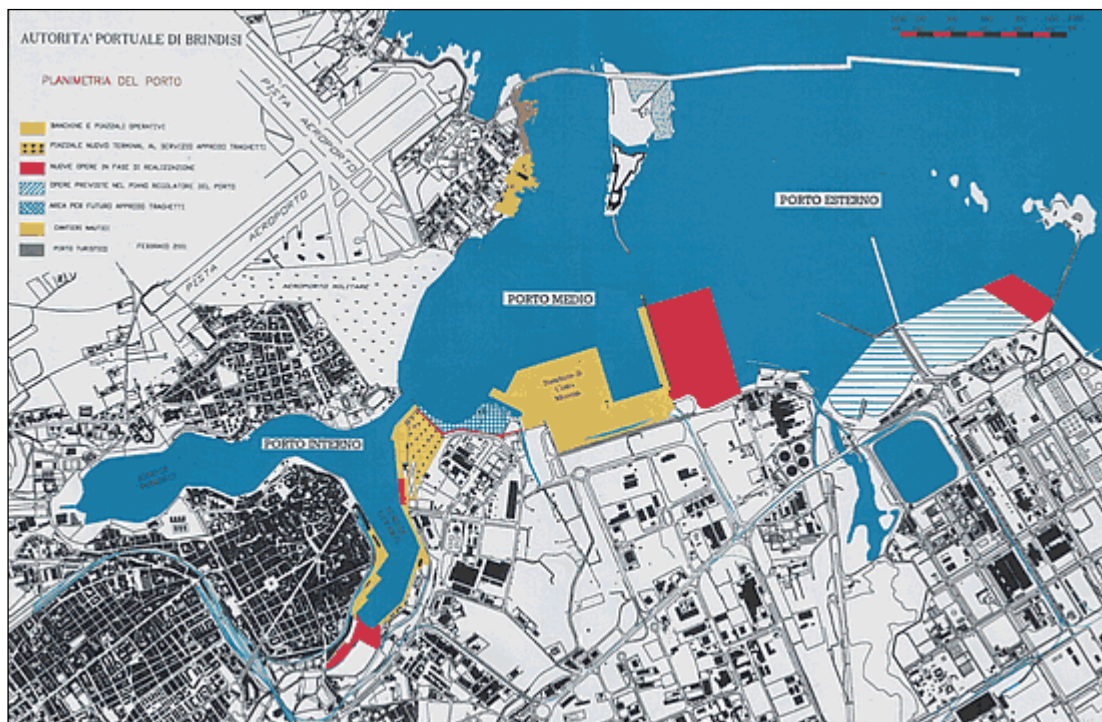 AUTORITA' PORTUALE DI BRINDISI
PLANIMETRIA DEL PORTO
BANCHINE E PIAZZALI OPERATIVI
PIAZZALE NUOVO TERMINAL AL SERVIZIO APPRODO TRAGHETTI
NUOVE OPERE IN FASE DI REALIZZAZIONE
OPERE PREVISTE NEL PIANO REGOLATORE DEL PORTO
AREA PER FUTURO APPRODO TRAGHETTI
CANTIERI NAUTICI
PORTO TURISTICO
FEBBRAIO 2001
PISTA AEROPORTO
PISTA AEROPORTO
AEROPORTO MILITARE
PORTO ESTERNO
PORTO MEDIO
PORTO INTERNO